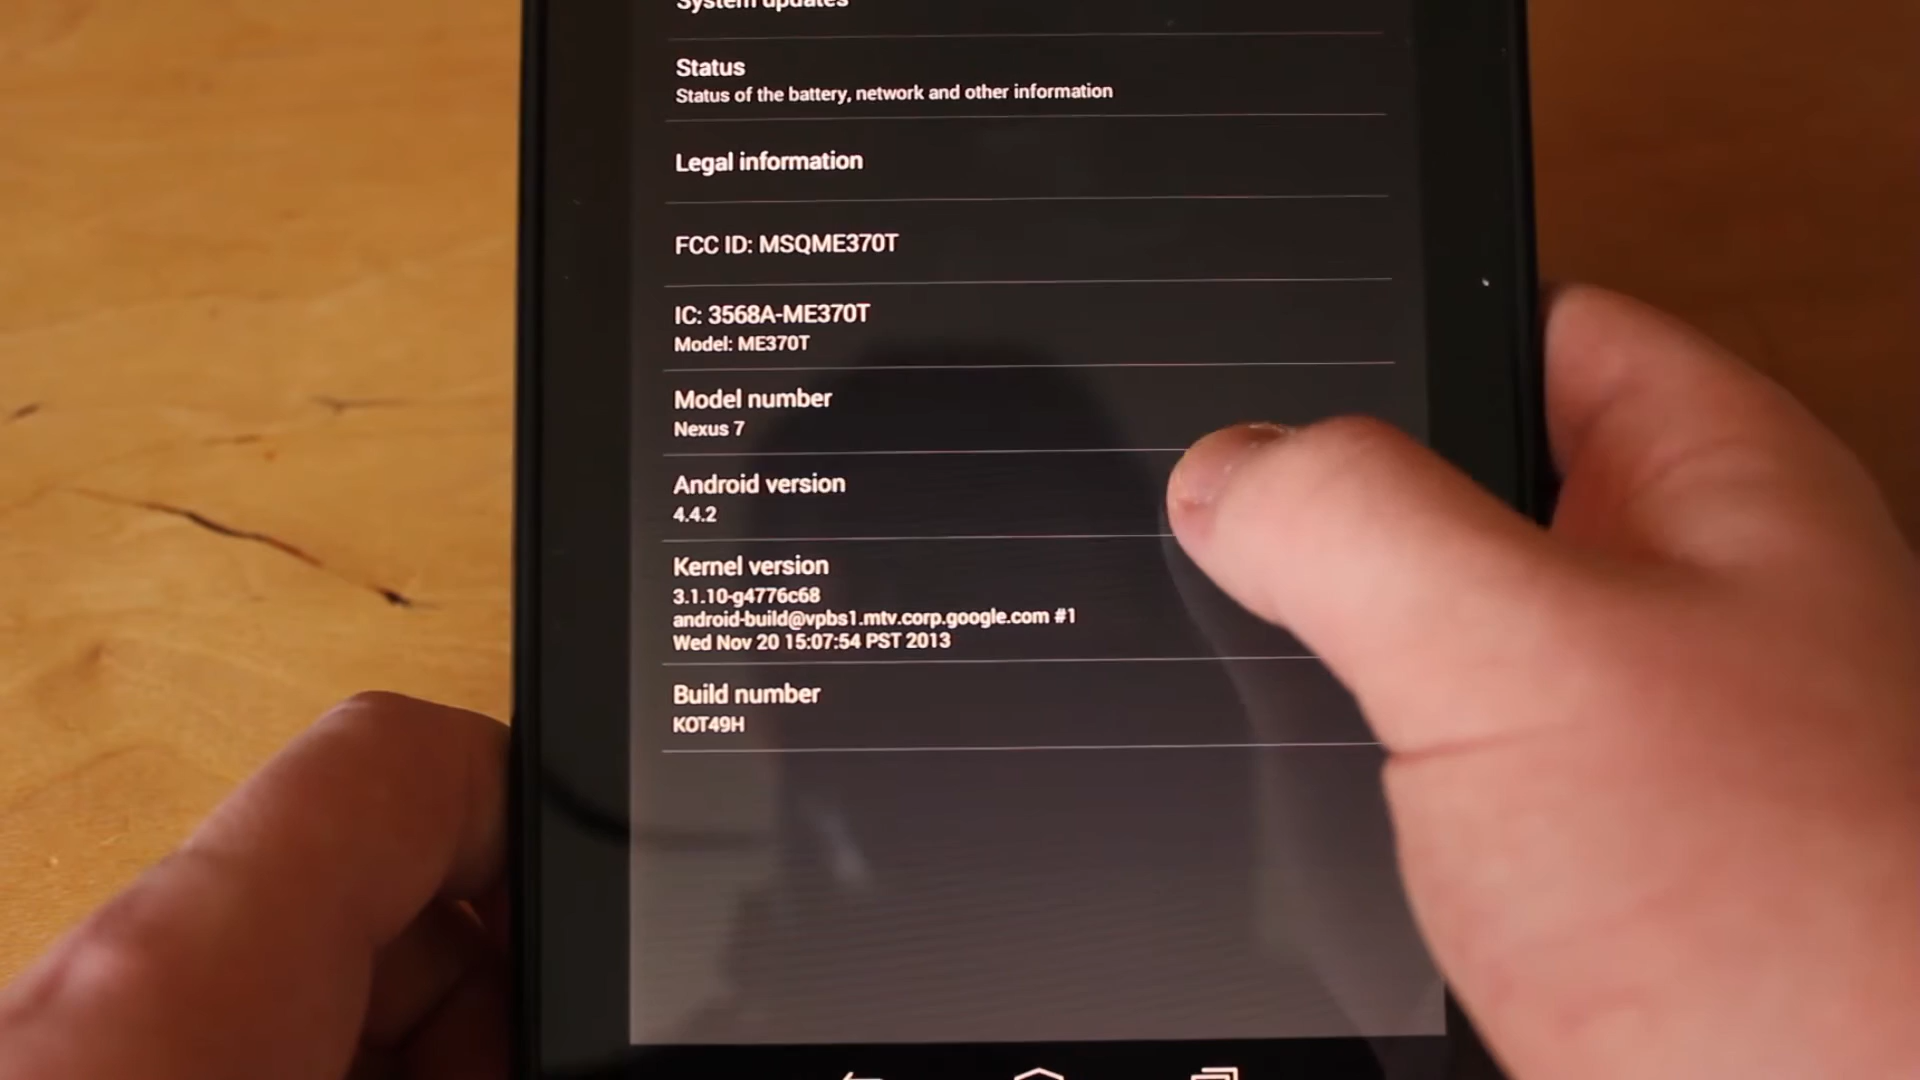 System updates
Status
Status of the battery, network and other information
Legal information
FCC ID: MSQME370T
IC: 3568A-ME370T
Model: ME370T
Model number
Nexus 7
Android version
4.4.2
Kernel version
3.1.10-g4776c68
android-build@vpbs1.mtv.corp.google.com #1
Wed Nov 20 15:07:54 PST 2013
Build number
KOT49H